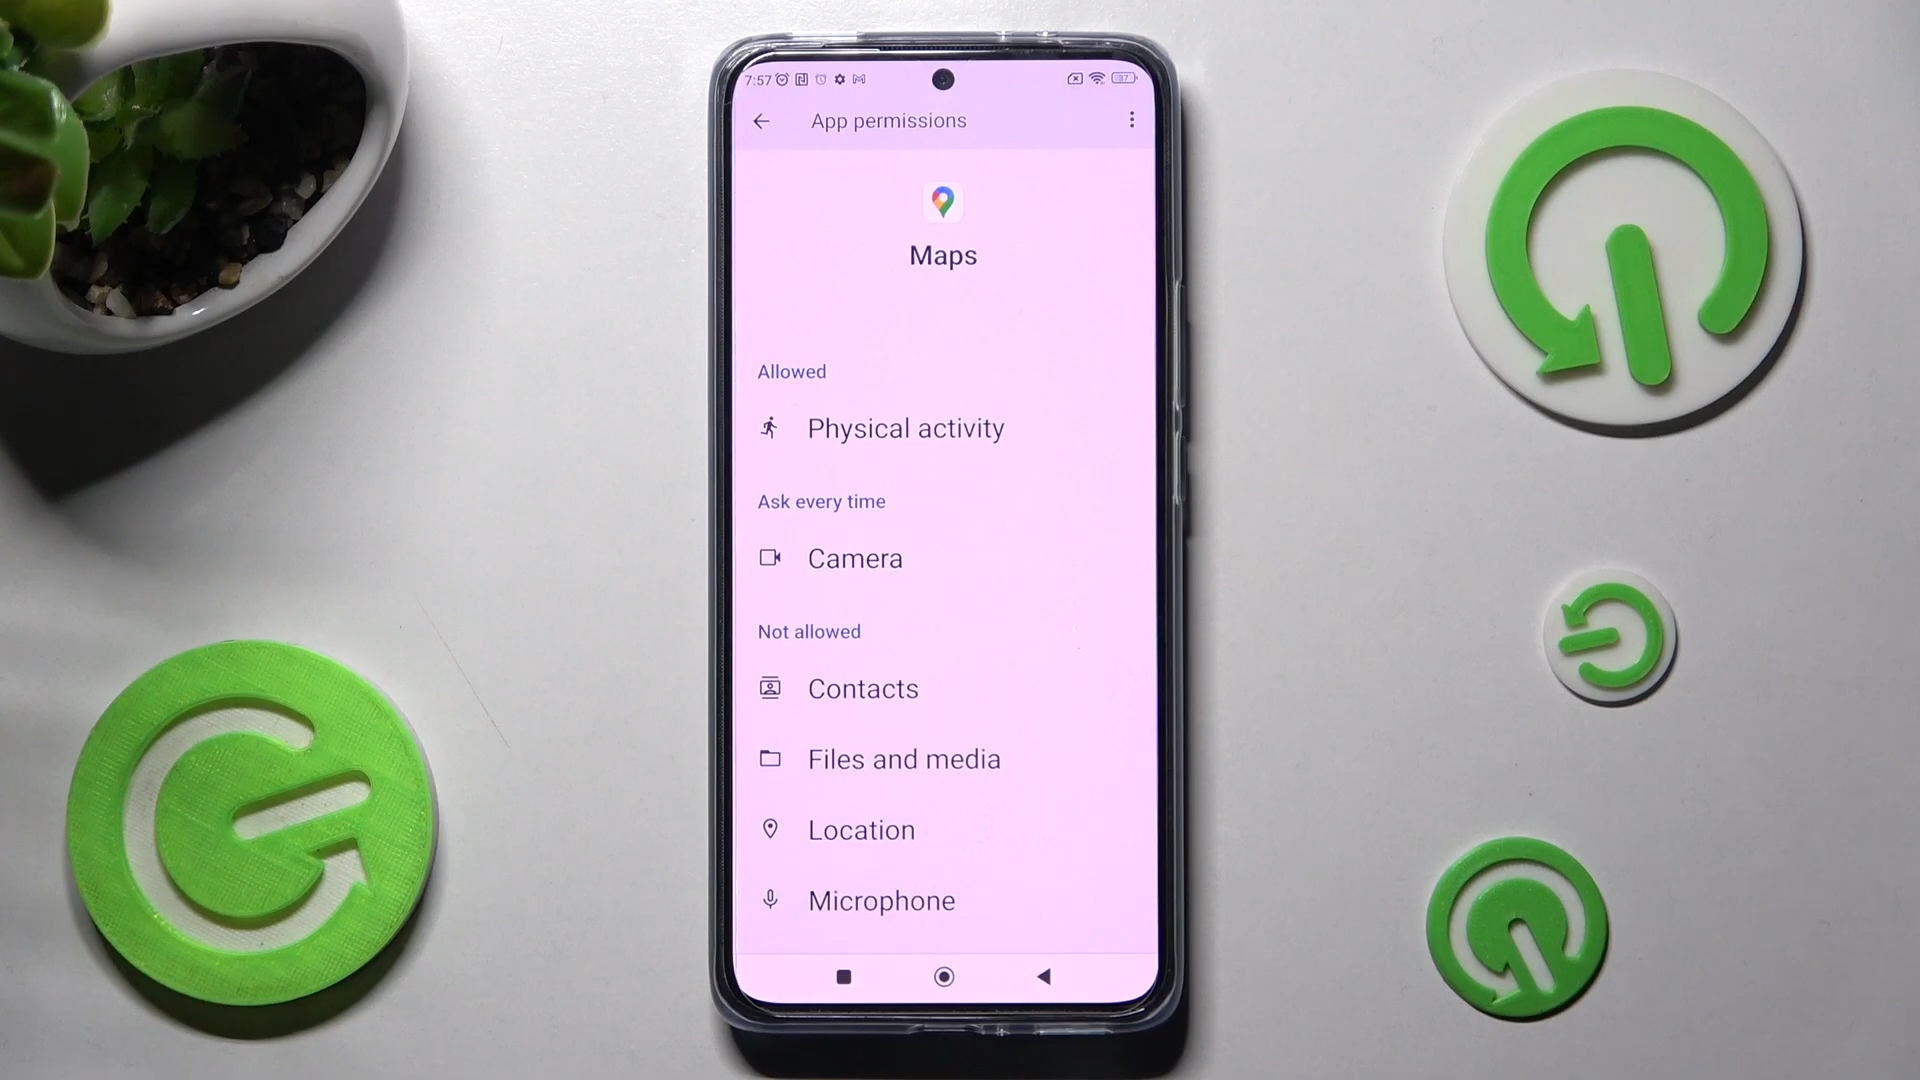 7:57 37
App permissions
Maps
Allowed
Physical activity
Ask every time
Camera
Not allowed
Contacts
Files and media
Location
Microphone